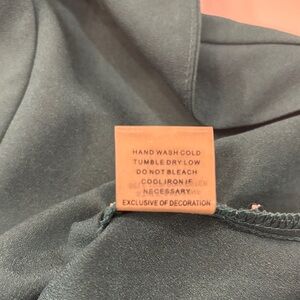 HAND WASH COLD
TUMBLE DRY LOW
DO NOT BLEACH
COOL IRON IF
NECESSARY
EXCLUSIVE OF DECORATION